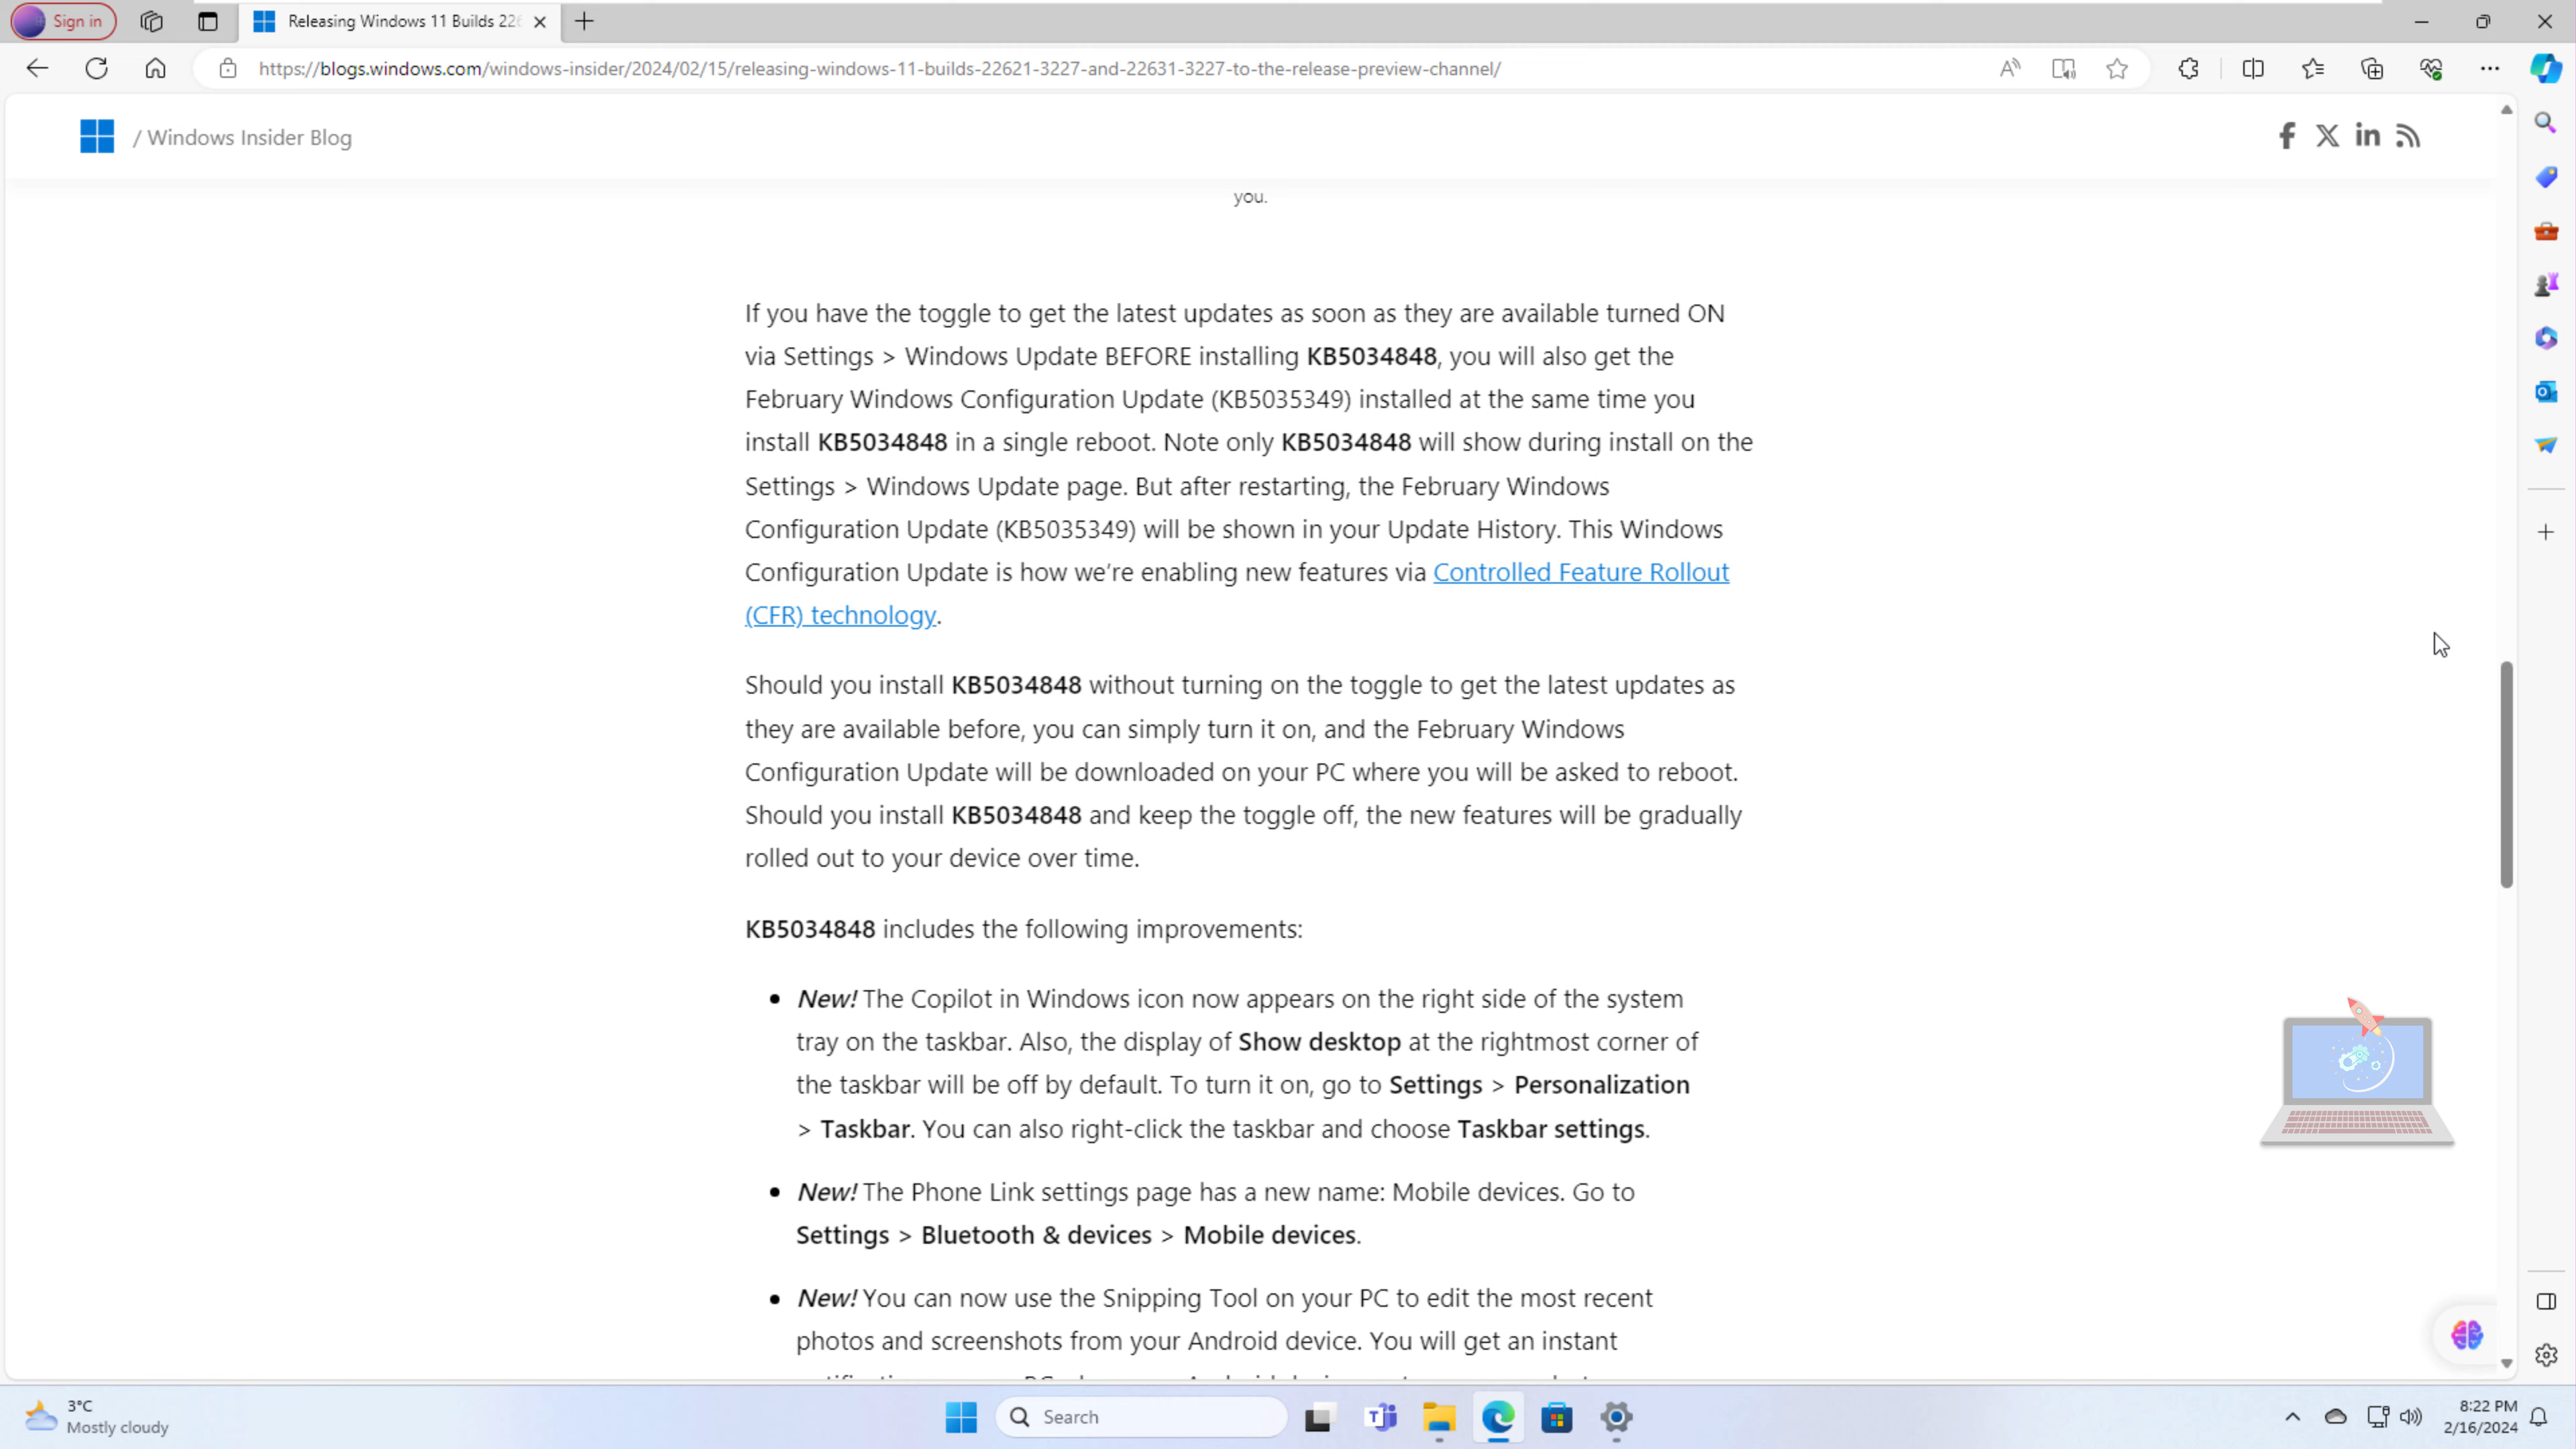 Sign in
Releasing Windows 11 Builds 226
https://blogs.windows.com/windows-insider/2024/02/15/releasing-windows-11-builds-22621-3227-and-22631-3227-to-the-release-preview-channel/
/ Windows Insider Blog
you.
If you have the toggle to get the latest updates as soon as they are available turned ON
via Settings > Windows Update BEFORE installing KB5034848, you will also get the
February Windows Configuration Update (KB5035349) installed at the same time you
install KB5034848 in a single reboot. Note only KB5034848 will show during install on the
Settings > Windows Update page. But after restarting, the February Windows
Configuration Update (KB5035349) will be shown in your Update History. This Windows
Configuration Update is how we’re enabling new features via Controlled Feature Rollout
(CFR) technology.
Should you install KB5034848 without turning on the toggle to get the latest updates as
they are available before, you can simply turn it on, and the February Windows
Configuration Update will be downloaded on your PC where you will be asked to reboot.
Should you install KB5034848 and keep the toggle off, the new features will be gradually
rolled out to your device over time.
KB5034848 includes the following improvements:
New! The Copilot in Windows icon now appears on the right side of the system
tray on the taskbar. Also, the display of Show desktop at the rightmost corner of
the taskbar will be off by default. To turn it on, go to Settings > Personalization
> Taskbar. You can also right-click the taskbar and choose Taskbar settings.
New! The Phone Link settings page has a new name: Mobile devices. Go to
Settings > Bluetooth & devices > Mobile devices.
New! You can now use the Snipping Tool on your PC to edit the most recent
photos and screenshots from your Android device. You will get an instant
3°C
Mostly cloudy
Search
8:22 PM
2/16/2024